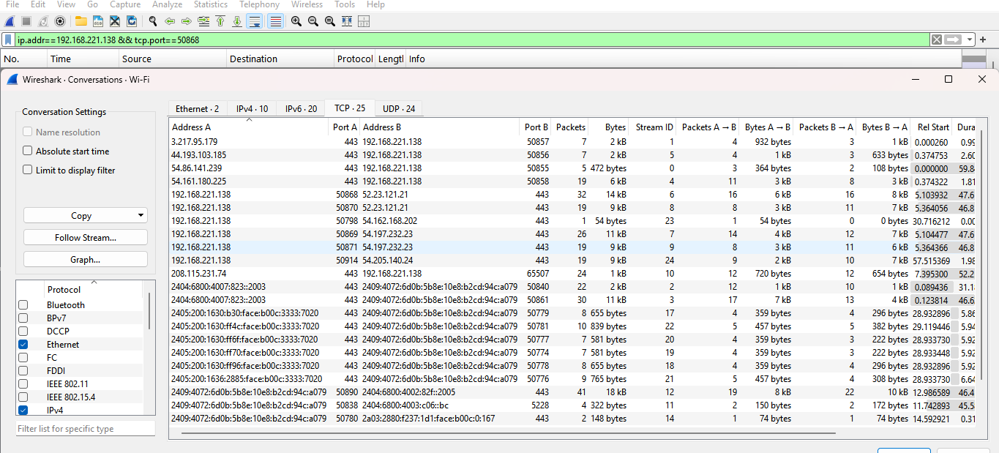 File Edit View Go Capture Analyze Statistics Telephony Wireless Tools Help
ip.addr==192.168.221.138 && tcp.port==50868
No. Time Source Destination Protocol Lengtl Info
Wireshark · Conversations · Wi-Fi
Conversation Settings
Name resolution
Absolute start time
Limit to display filter
Copy
Follow Stream...
Graph...
Protocol
Bluetooth
BPv7
DCCP
Ethernet
FC
FDDI
IEEE 802.11
IEEE 802.15.4
IPv4
Filter list for specific type
Ethernet · 2 IPv4 · 10 IPv6 · 20 TCP · 25 UDP · 24
Address A Port A Address B Port B Packets Bytes Stream ID Packets A → B Bytes A → B Packets B → A Bytes B → A Rel Start Dura
3.217.95.179 443 192.168.221.138 50857 7 2 kB 1 4 932 bytes 3 1 kB 0.000260 0.99
44.193.103.185 443 192.168.221.138 50856 7 2 kB 5 4 1 kB 3 633 bytes 0.374753 2.60
54.86.141.239 443 192.168.221.138 50855 5 472 bytes 0 3 364 bytes 2 108 bytes 0.000000 59.8
54.161.180.225 443 192.168.221.138 50858 19 6 kB 4 11 3 kB 8 3 kB 0.374322 1.81
192.168.221.138 50868 52.23.121.21 443 32 14 kB 6 16 6 kB 16 8 kB 5.103932 47.6
192.168.221.138 50870 52.23.121.21 443 19 9 kB 8 8 3 kB 11 7 kB 5.364056 46.8
192.168.221.138 50798 54.162.168.202 443 1 54 bytes 23 1 54 bytes 0 0 bytes 30.716212 0.00
192.168.221.138 50869 54.197.232.23 443 26 11 kB 7 14 4 kB 12 7 kB 5.104477 47.6
192.168.221.138 50871 54.197.232.23 443 19 9 kB 9 8 3 kB 11 6 kB 5.364366 46.8
192.168.221.138 50914 54.205.140.24 443 19 9 kB 24 9 2 kB 10 7 kB 57.515369 1.98
208.115.231.74 443 192.168.221.138 65507 24 1 kB 10 12 720 bytes 12 654 bytes 7.395300 52.2
2404:6800:4007:823::2003 443 2409:4072:6d0b:5b8e:10e8:b2cd:94c:a079 50840 22 2 kB 2 12 1 kB 10 1 kB 0.089436 31.1
2404:6800:4007:823::2003 443 2409:4072:6d0b:5b8e:10e8:b2cd:94c:a079 50861 30 11 kB 3 17 7 kB 13 4 kB 0.123814 46.6
2405:200:1630:b30:face:b00c:3333:7020 443 2409:4072:6d0b:5b8e:10e8:b2cd:94c:a079 50779 8 655 bytes 17 4 359 bytes 4 296 bytes 28.932896 5.86
2405:200:1630:ff4c:face:b00c:3333:7020 443 2409:4072:6d0b:5b8e:10e8:b2cd:94c:a079 50781 10 839 bytes 22 5 457 bytes 5 382 bytes 29.119446 5.94
2405:200:1630:ff6f:face:b00c:3333:7020 443 2409:4072:6d0b:5b8e:10e8:b2cd:94c:a079 50777 7 581 bytes 20 4 359 bytes 3 222 bytes 28.933730 5.92
2405:200:1630:ff70:face:b00c:3333:7020 443 2409:4072:6d0b:5b8e:10e8:b2cd:94c:a079 50774 7 581 bytes 19 4 359 bytes 3 222 bytes 28.933448 5.92
2405:200:1630:ff96:face:b00c:3333:7020 443 2409:4072:6d0b:5b8e:10e8:b2cd:94c:a079 50778 8 655 bytes 18 4 359 bytes 4 296 bytes 28.932896 5.92
2405:200:1636:2885:face:b00c:3333:7020 443 2409:4072:6d0b:5b8e:10e8:b2cd:94c:a079 50776 9 765 bytes 21 5 457 bytes 4 308 bytes 28.933730 6.64
2409:4072:6d0b:5b8e:10e8:b2cd:94c:a079 50890 2404:6800:4002:82f::2005 443 41 18 kB 12 19 8 kB 22 10 kB 12.986589 46.4
2409:4072:6d0b:5b8e:10e8:b2cd:94c:a079 50838 2404:6800:4003:c06::bc 5228 4 322 bytes 11 2 150 bytes 2 172 bytes 11.742893 45.5
2409:4072:6d0b:5b8e:10e8:b2cd:94c:a079 50780 2a03:2880:f237:1d1:face:b00c:0:167 443 2 148 bytes 14 1 74 bytes 1 74 bytes 14.592921 0.31